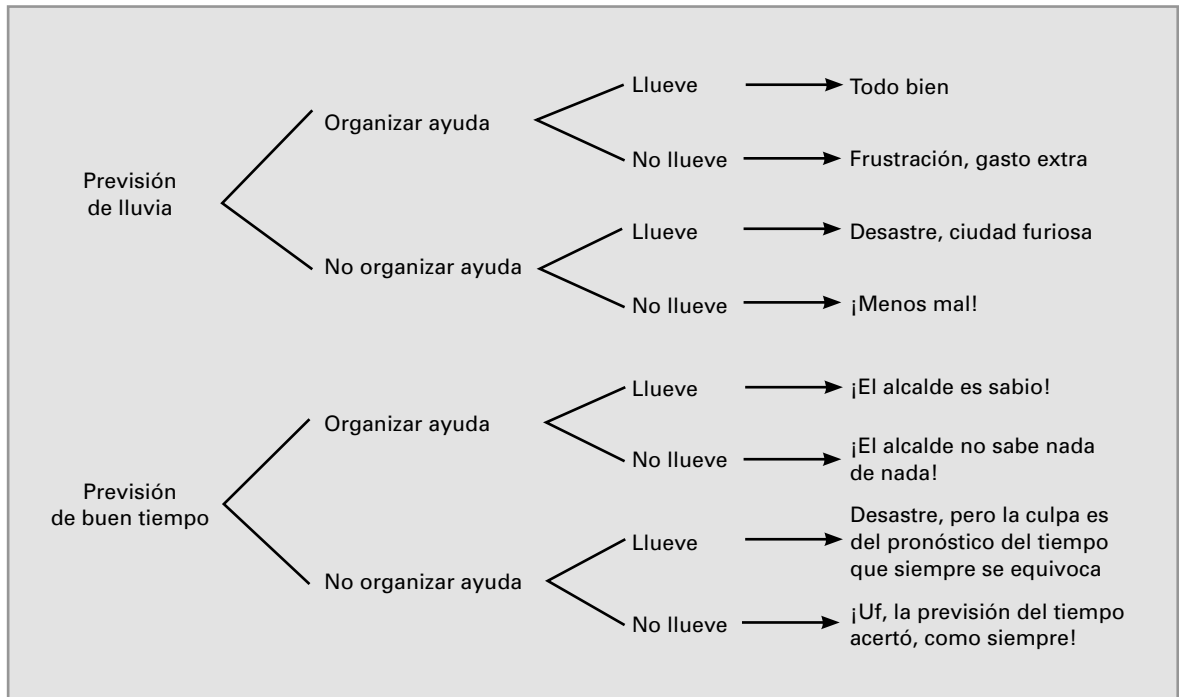 Previsión
de lluvia
Organizar ayuda
Llueve
Todo bien
No llueve
Frustración, gasto extra
No organizar ayuda
Llueve
Desastre, ciudad furiosa
No llueve
¡Menos mal!
Previsión
de buen tiempo
Organizar ayuda
Llueve
¡El alcalde es sabio!
No llueve
¡El alcalde no sabe nada
de nada!
No organizar ayuda
Llueve
Desastre, pero la culpa es
del pronóstico del tiempo
que siempre se equivoca
No llueve
¡Uf, la previsión del tiempo
acertó, como siempre!